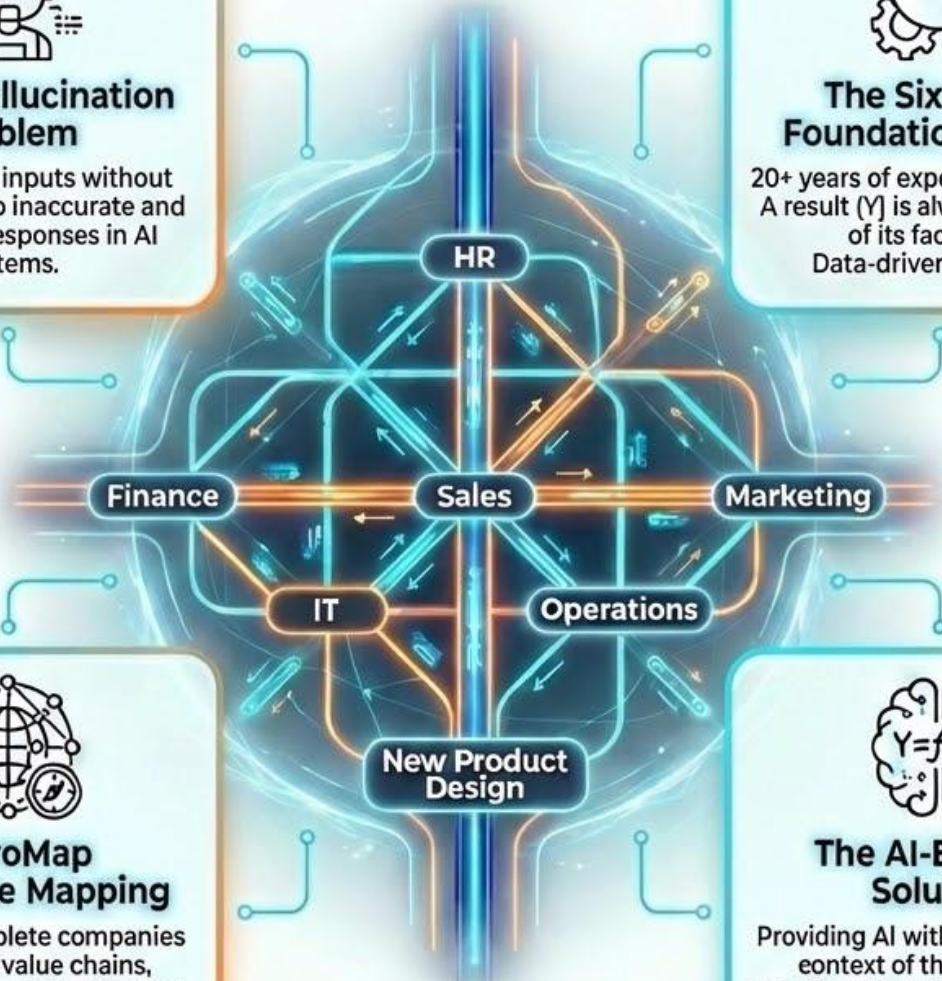 llucination
blem
inputs without
o inaccurate and
esponses in AI
tems.
The Six
Foundatio
20+ years of expe
A result (Y) is alw
of its fac
Data-driven
HR
Finance
Sales
Marketing
IT
Operations
New Product
Design
oMap
e Mapping
plete companies
value chains,
Y=f
The AI-E
Solu
Providing AI with
eontext of th